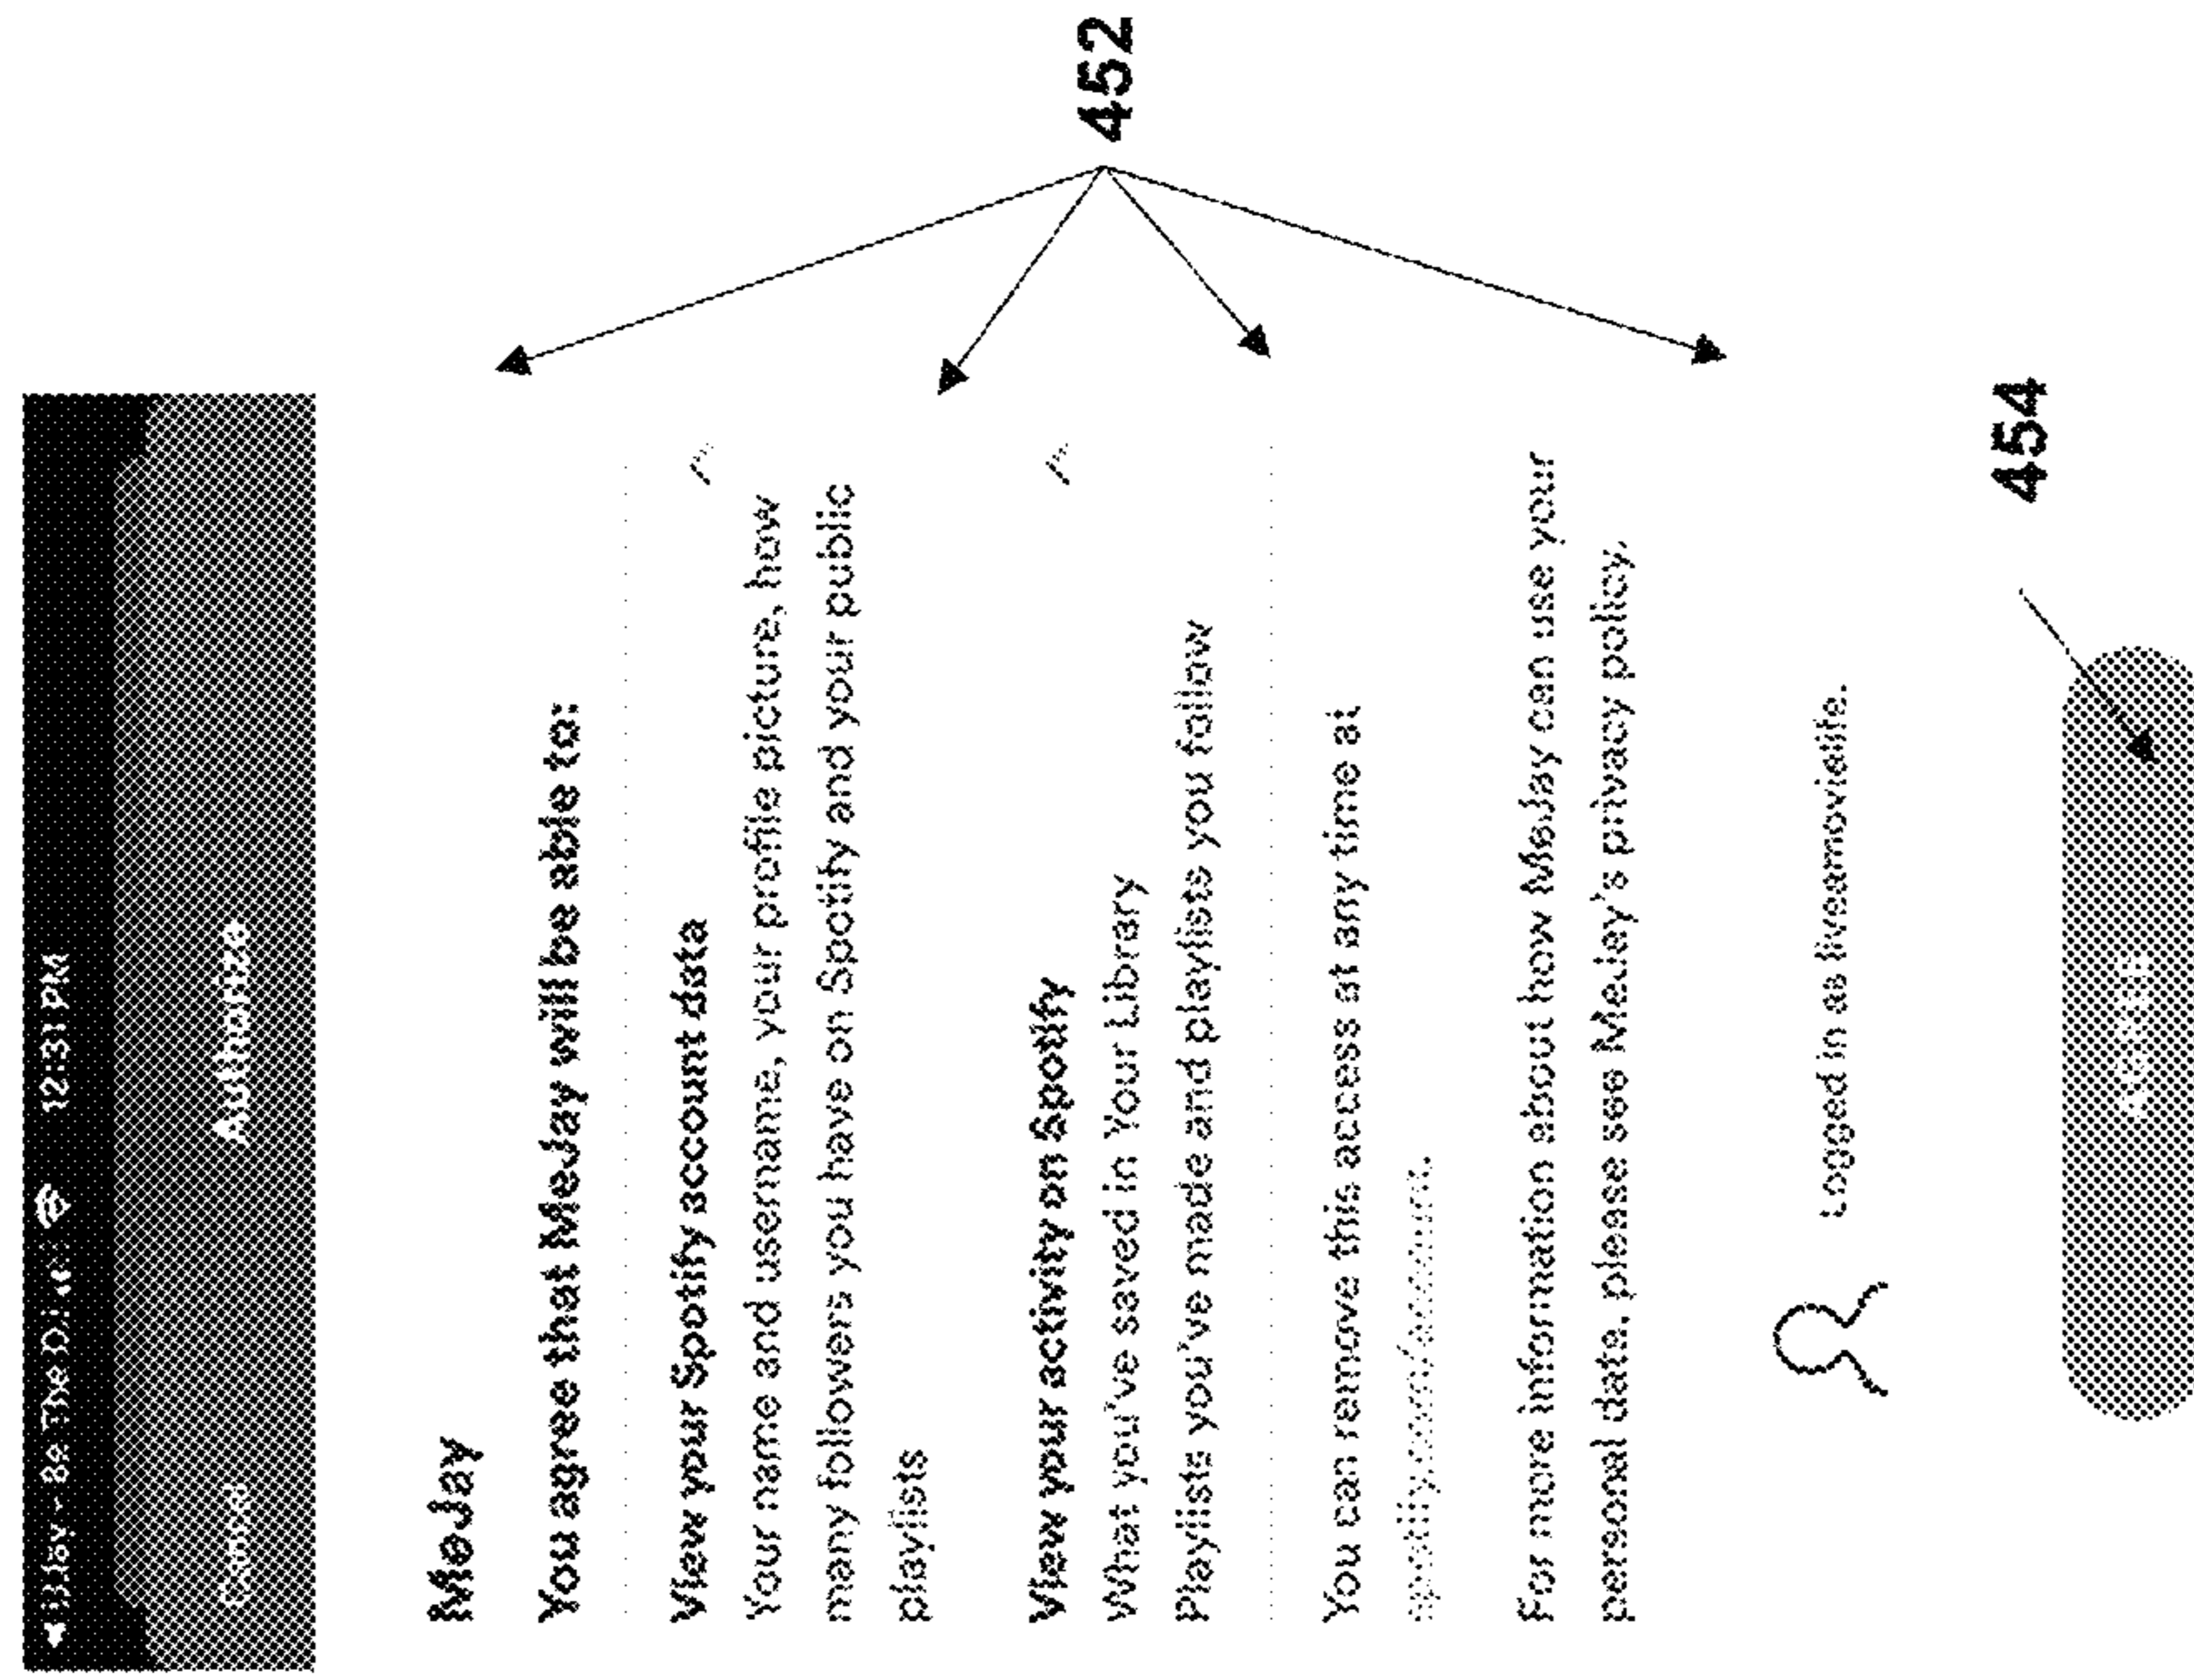 12:31 PM
Cancel
Authorize
MeJay
You agree that MeJay will be able to:
View your Spotify account data
Your name and username, your profile picture, how
many followers you have on Spotify and your public
playlists
View your activity on Spotify
What you've saved in Your Library
Playlists you've made and playlists you follow
You can remove this access at any time at
spotify.com/account.
For more information about how MeJay can use your
personal data, please see MeJay's privacy policy.
Logged in as
452
454